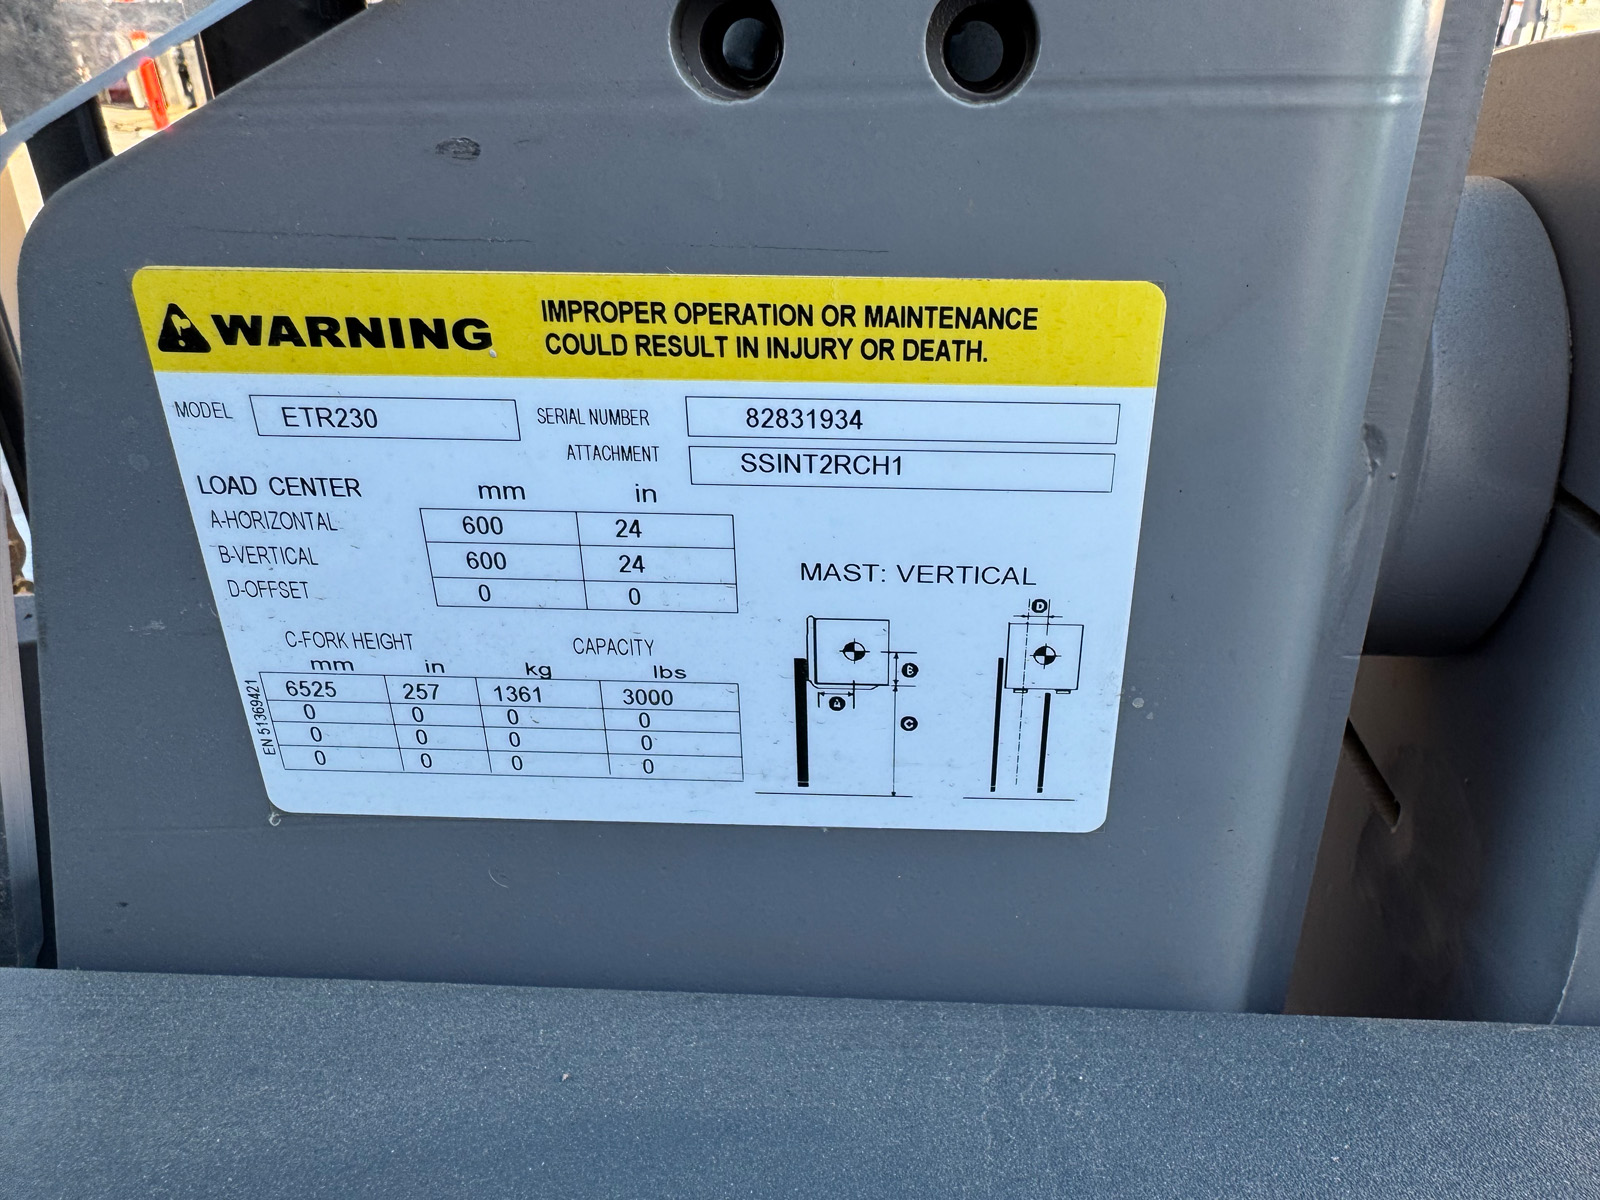 WARNING
IMPROPER OPERATION OR MAINTENANCE
COULD RESULT IN INJURY OR DEATH.
MODEL ETR230 SERIAL NUMBER 82831934
ATTACHMENT SSINT2RCH1
LOAD CENTER mm in
A-HORIZONTAL 600 24
B-VERTICAL 600 24
D-OFFSET 0 0
C-FORK HEIGHT CAPACITY
mm in kg lbs
6525 257 1361 3000
0 0 0 0
0 0 0 0
0 0 0 0
EN 51369421
MAST: VERTICAL
D
B
A
C